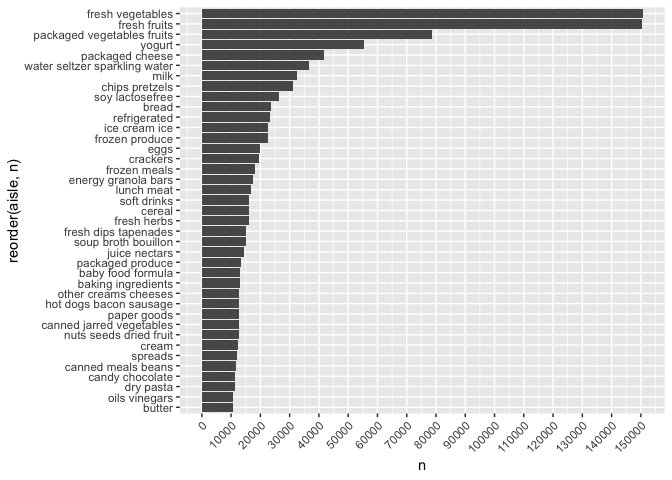 fresh vegetables
fresh fruits
packaged vegetables fruits
yogurt
packaged cheese
water seltzer sparkling water
milk
chips pretzels
soy lactosefree
bread
refrigerated
ice cream ice
frozen produce
eggs
crackers
frozen meals
energy granola bars
lunch meat
soft drinks
cereal
fresh herbs
fresh dips tapenades
soup broth bouillon
juice nectars
packaged produce
baby food formula
baking ingredients
other creams cheeses
hot dogs bacon sausage
paper goods
canned jarred vegetables
nuts seeds dried fruit
cream
spreads
canned meals beans
candy chocolate
dry pasta
oils vinegars
butter
reorder(aisle, n)
0 10000 20000 30000 40000 50000 60000 70000 80000 90000 100000 110000 120000 130000 140000 150000
n